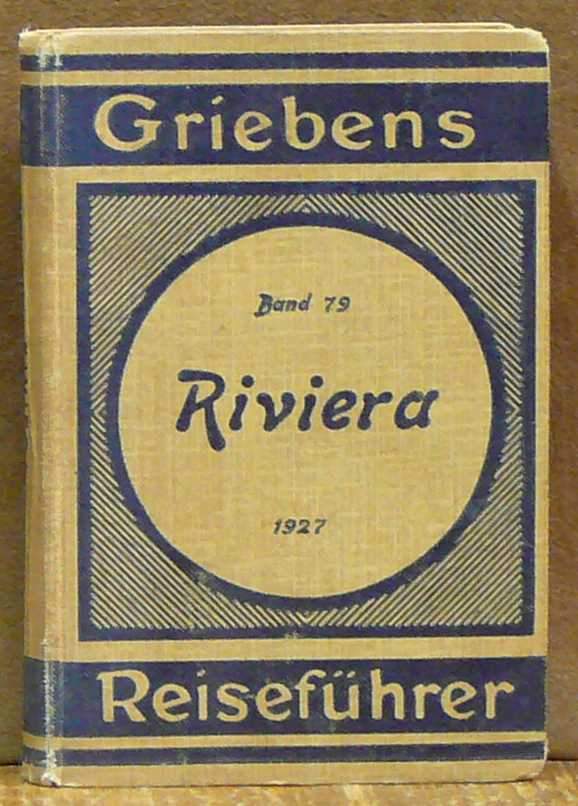 Griebens
Band 79
Riviera
1927
Reiseführer